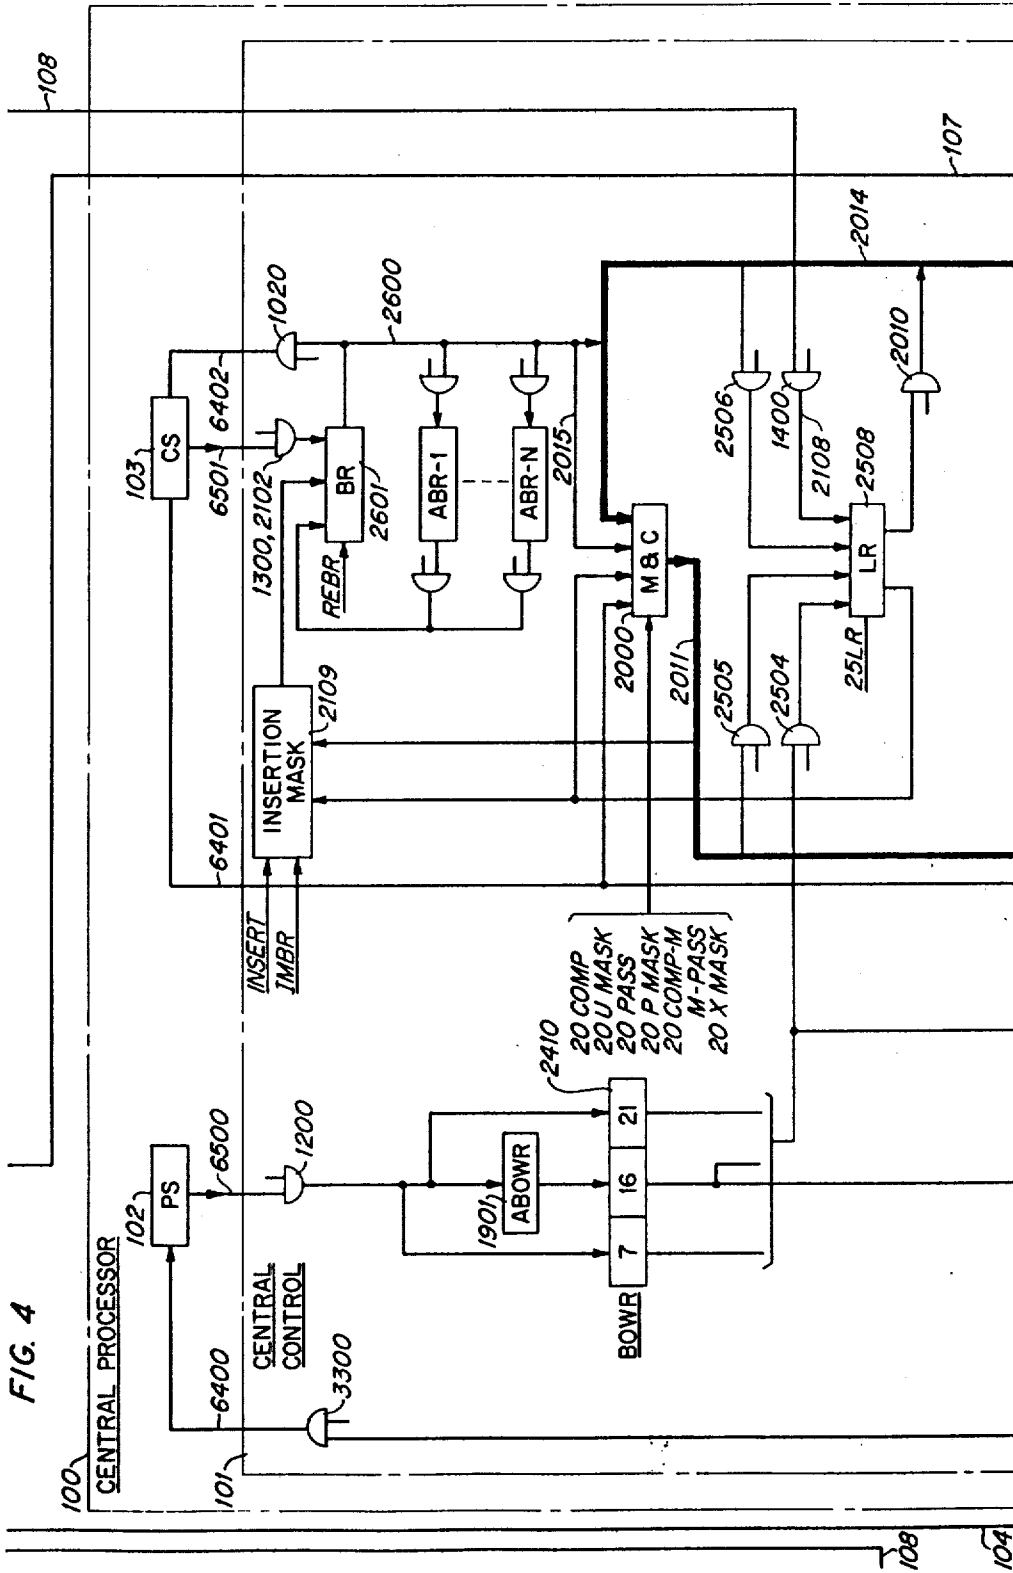 FIG. 4
100
CENTRAL PROCESSOR
101
CENTRAL
CONTROL
102
PS
6400
6500
3300
1200
1901
ABOWR
BOWR
7
16
21
2410
103
CS
6401
6501
6402
1020
1300, 2102
INSERTION
MASK
2109
INSERT
IMBR
BR
2601
REBR
2600
ABR-1
ABR-N
2015
20 COMP
20 U MASK
20 PASS
20 P MASK
20 COMP-M
M-PASS
20 X MASK
M & C
2000
2011
2505
2504
2506
1400
2108
LR
2508
25LR
2010
2014
107
108
108
104